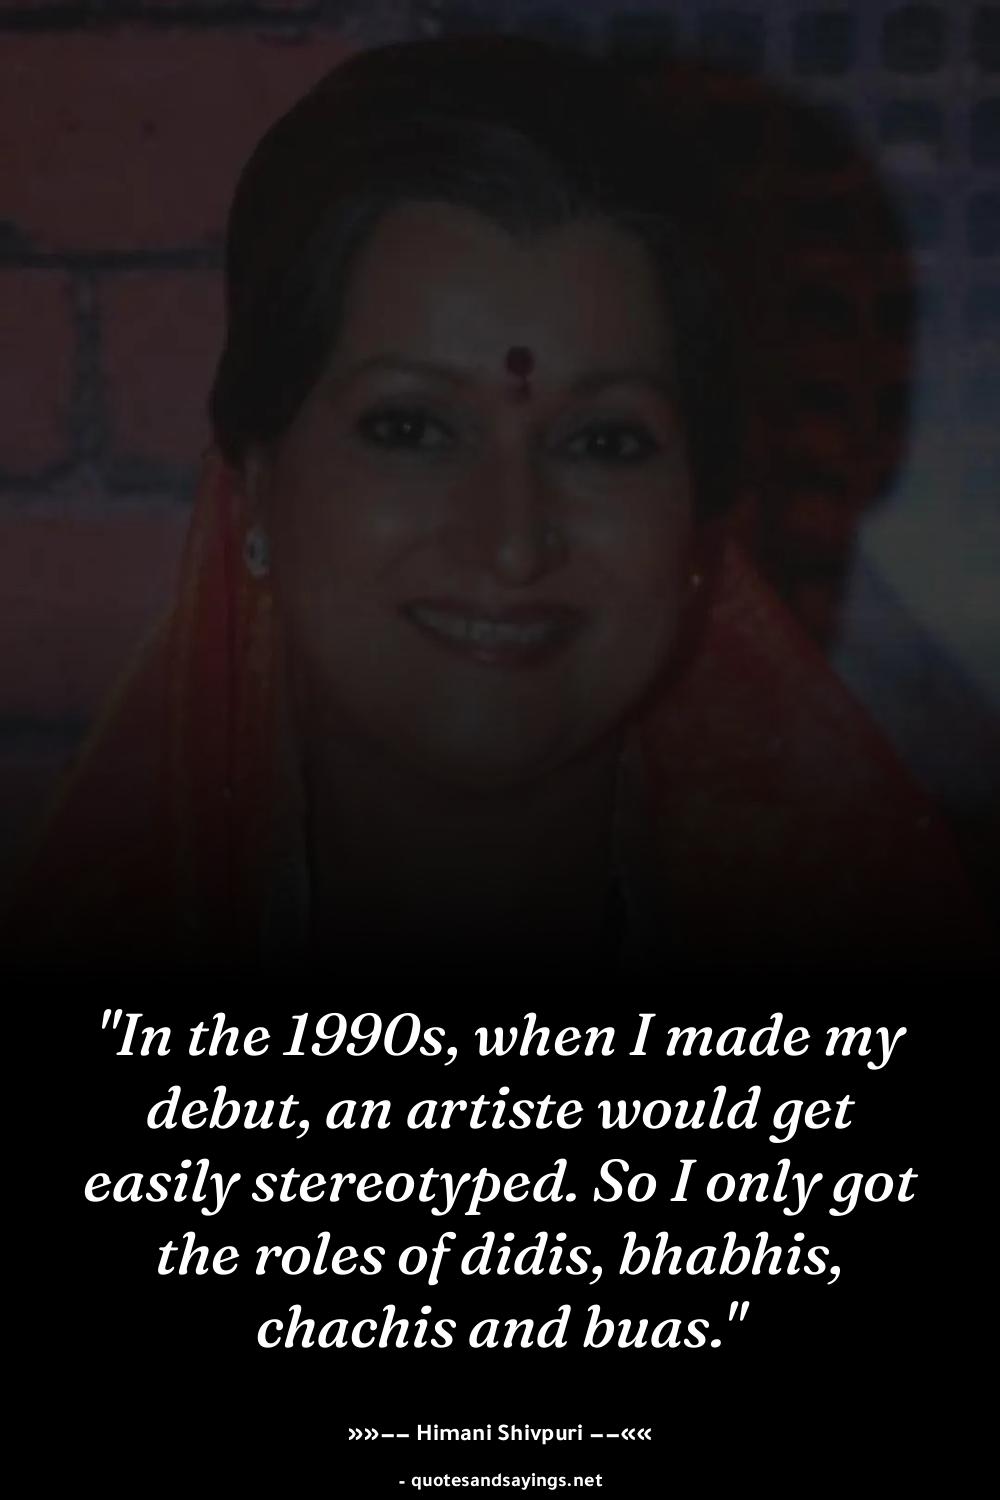 "In the 1990s, when I made my
debut, an artiste would get
easily stereotyped. So I only got
the roles of didis, bhabhis,
chachis and buas."
»»–– Himani Shivpuri ––««
- quotesandsayings.net